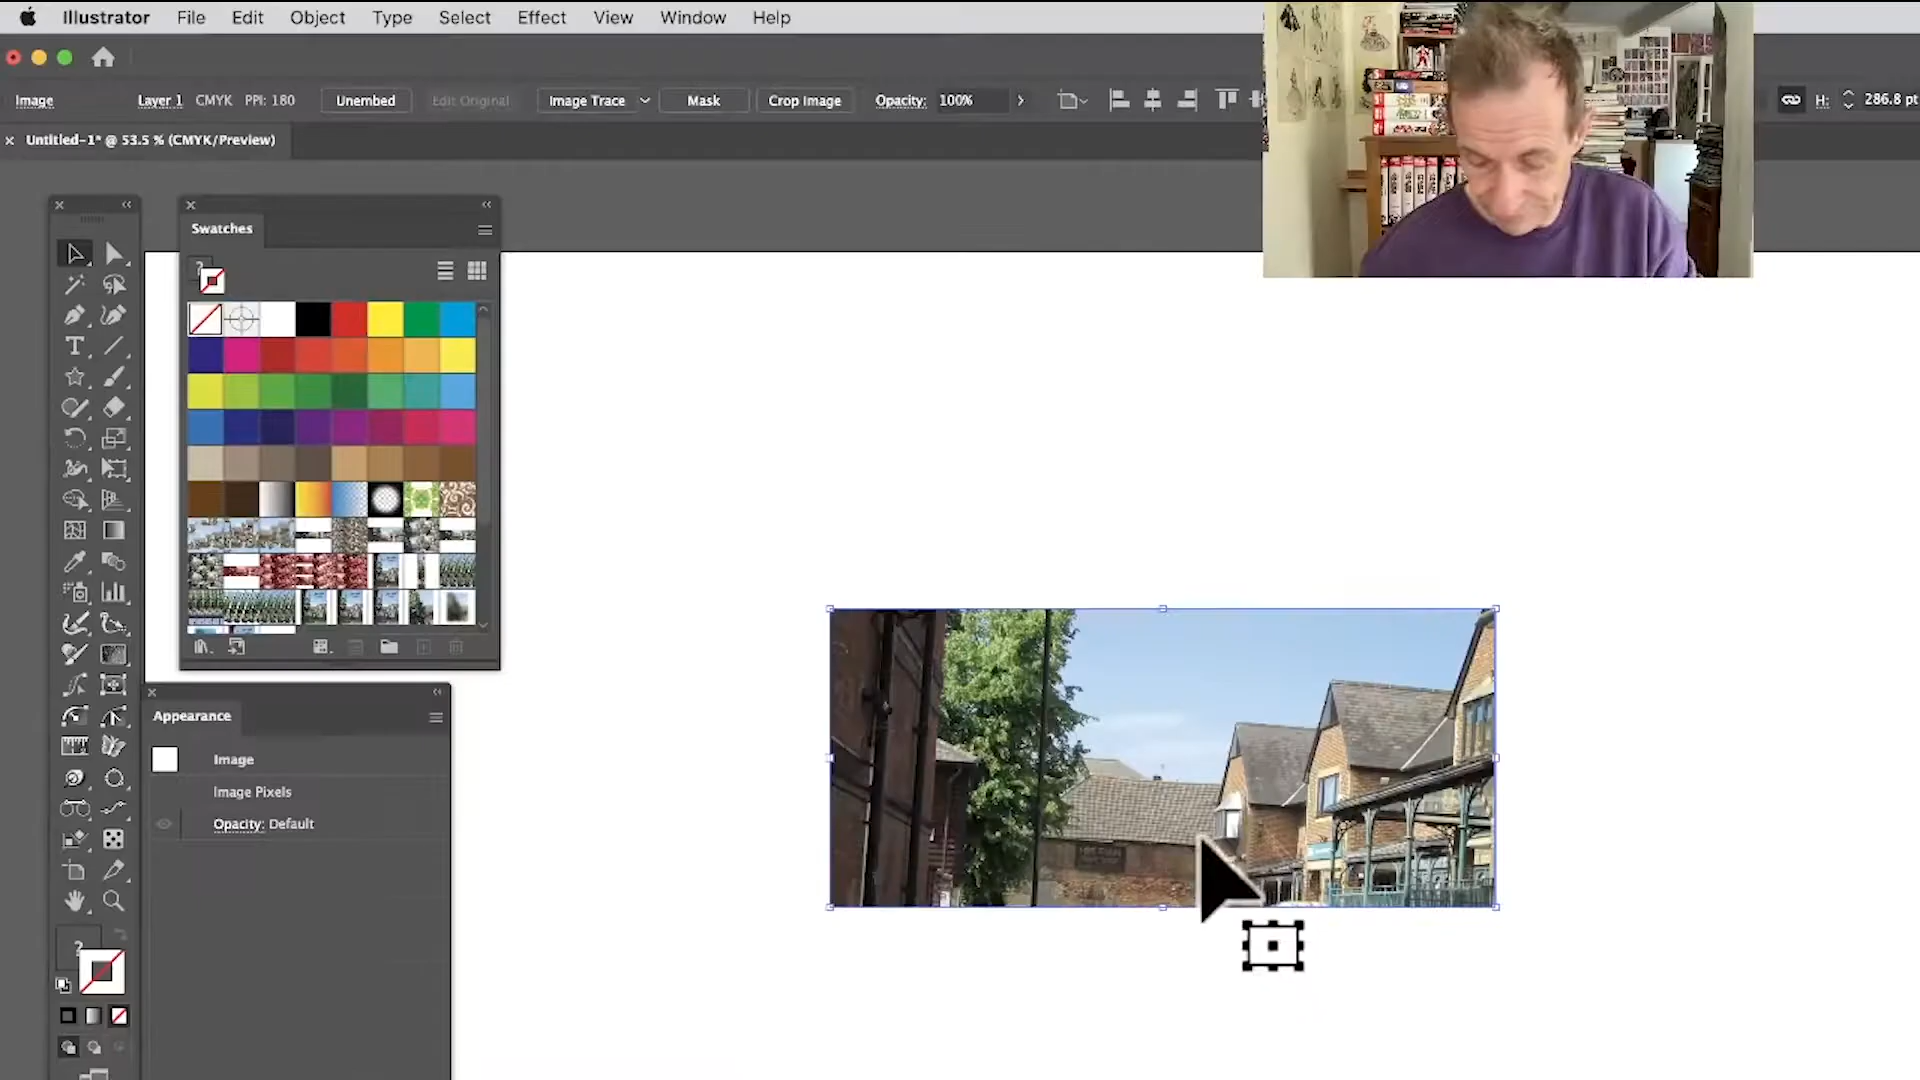 Illustrator File Edit Object Type Select Effect View Window Help
Image Layer 1 CMYK PPI: 180 Unembed Edit Original Image Trace Mask Crop Image Opacity: 100% H: 286.8 pt
Untitled-1* @ 53.5 % (CMYK/Preview)
Swatches
Appearance
Image
Image Pixels
Opacity: Default